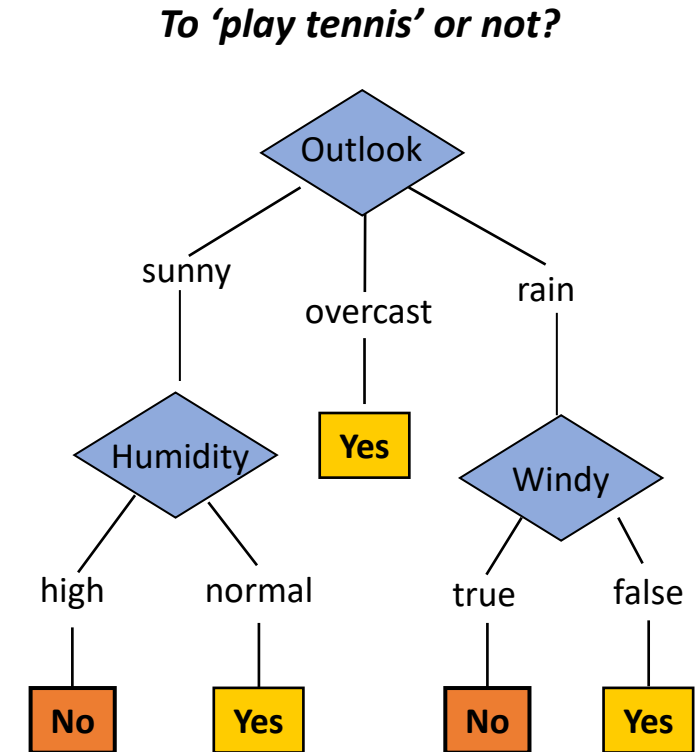 To ‘play tennis’ or not?
Outlook
sunny
overcast
rain
Humidity
Yes
Windy
high
normal
true
false
No
Yes
No
Yes